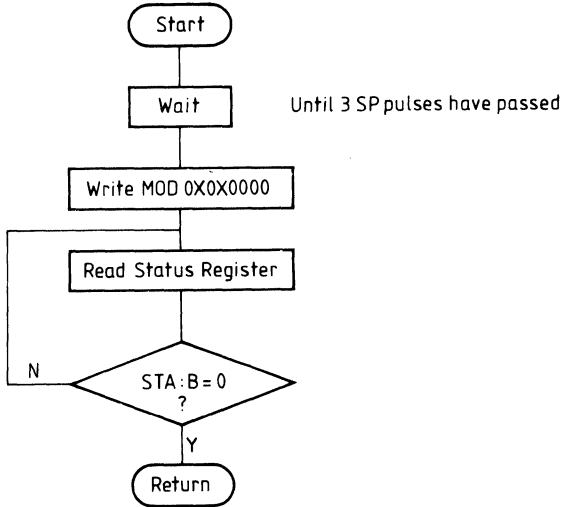 Start
Wait
Until 3 SP pulses have passed
Write MOD 0X0X0000
Read Status Register
N
STA:B=0
?
Y
Return